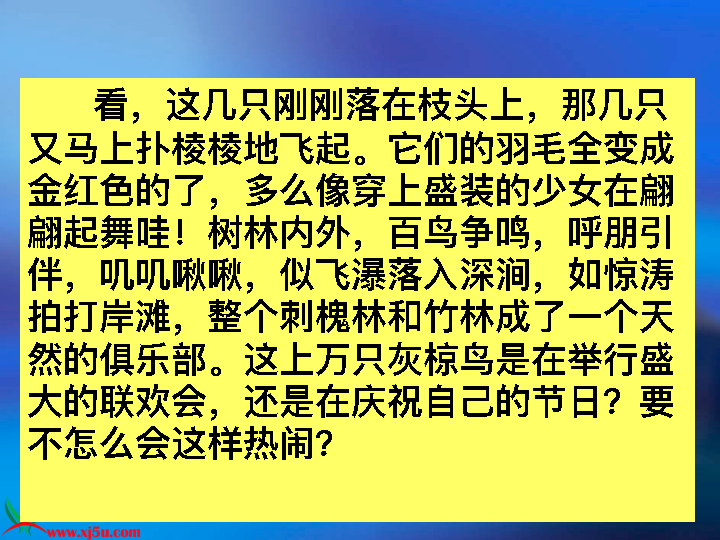 看，这几只刚刚落在枝头上，那几只
又马上扑棱棱地飞起。它们的羽毛全变成
金红色的了，多么像穿上盛装的少女在翩
翩起舞哇！树林内外，百鸟争鸣，呼朋引
伴，叽叽啾啾，似飞瀑落入深涧，如惊涛
拍打岸滩，整个刺槐林和竹林成了一个天
然的俱乐部。这上万只灰椋鸟是在举行盛
大的联欢会，还是在庆祝自己的节日？要
不怎么会这样热闹？
www.xj5u.com